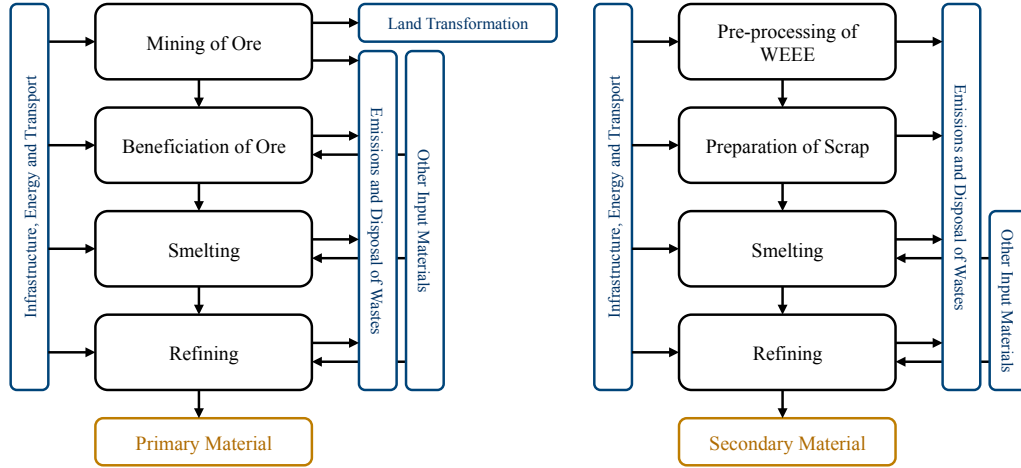 Land Transformation
Mining of Ore
Infrastructure, Energy and Transport
Beneficiation of Ore
Emissions and Disposal of Wastes
Other Input Materials
Smelting
Refining
Primary Material
Pre-processing of
WEEE
Infrastructure, Energy and Transport
Preparation of Scrap
Emissions and Disposal of Wastes
Smelting
Other Input Materials
Refining
Secondary Material